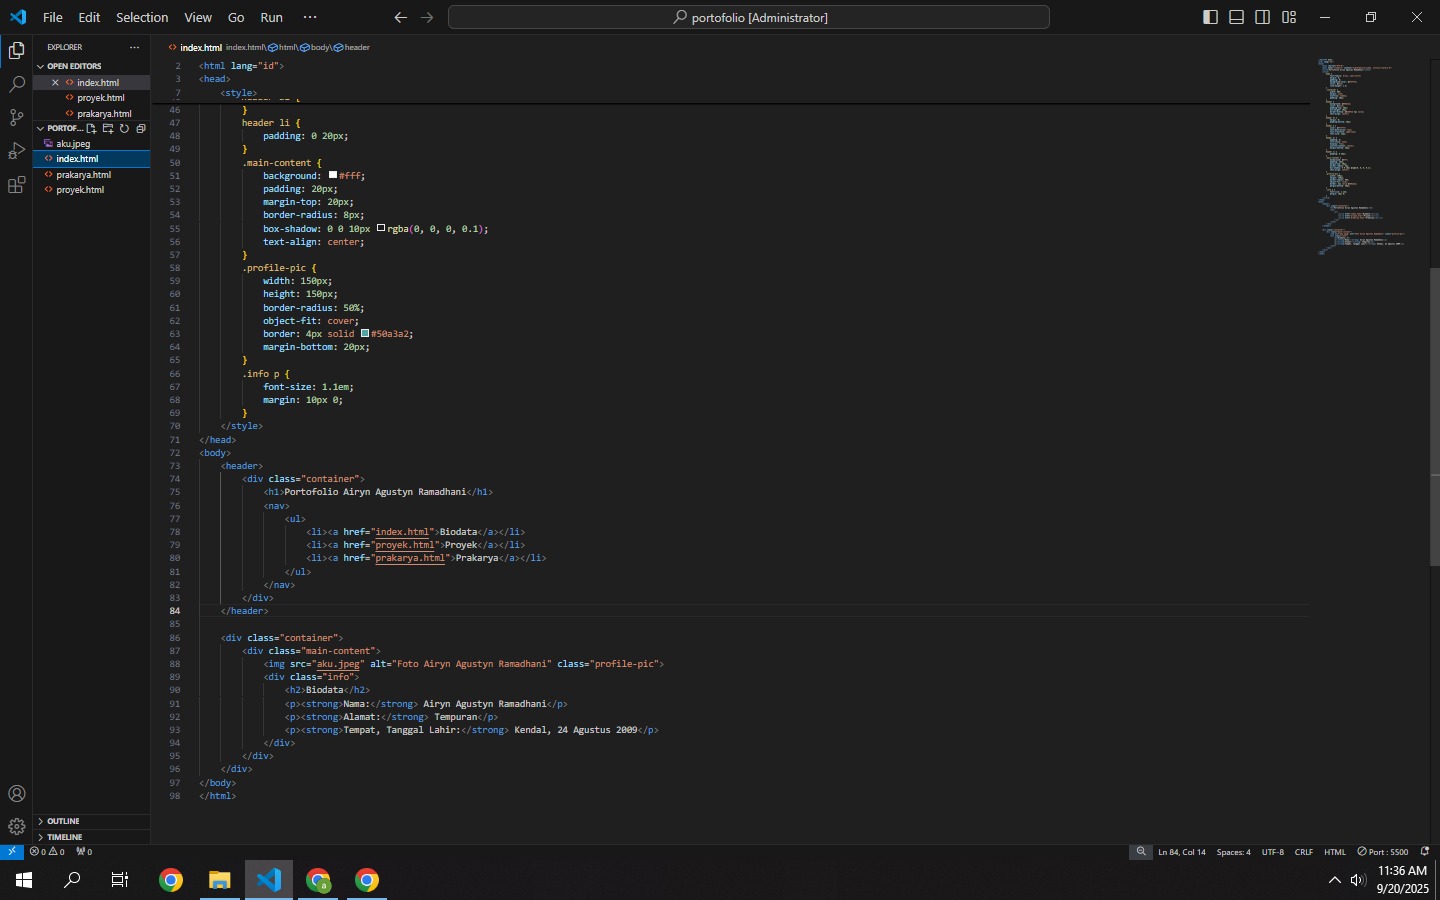 File Edit Selection View Go Run ··· portofolio [Administrator]
EXPLORER ···
OPEN EDITORS
index.html
proyek.html
prakarya.html
PORTOF...
aku.jpeg
index.html
prakarya.html
proyek.html
OUTLINE
TIMELINE
index.html index.html\html\body\header
2 <html lang="id">
3 <head>
7 <style>
46 }
47 header li {
48 padding: 0 20px;
49 }
50 .main-content {
51 background: #fff;
52 padding: 20px;
53 margin-top: 20px;
54 border-radius: 8px;
55 box-shadow: 0 0 10px rgba(0, 0, 0, 0.1);
56 text-align: center;
57 }
58 .profile-pic {
59 width: 150px;
60 height: 150px;
61 border-radius: 50%;
62 object-fit: cover;
63 border: 4px solid #50a3a2;
64 margin-bottom: 20px;
65 }
66 .info p {
67 font-size: 1.1em;
68 margin: 10px 0;
69 }
70 </style>
71 </head>
72 <body>
73 <header>
74 <div class="container">
75 <h1>Portofolio Airyn Agustyn Ramadhani</h1>
76 <nav>
77 <ul>
78 <li><a href="index.html">Biodata</a></li>
79 <li><a href="proyek.html">Proyek</a></li>
80 <li><a href="prakarya.html">Prakarya</a></li>
81 </ul>
82 </nav>
83 </div>
84 </header>
85
86 <div class="container">
87 <div class="main-content">
88 <img src="aku.jpeg" alt="Foto Airyn Agustyn Ramadhani" class="profile-pic">
89 <div class="info">
90 <h2>Biodata</h2>
91 <p><strong>Nama:</strong> Airyn Agustyn Ramadhani</p>
92 <p><strong>Alamat:</strong> Tempuran</p>
93 <p><strong>Tempat, Tanggal Lahir:</strong> Kendal, 24 Agustus 2009</p>
94 </div>
95 </div>
96 </div>
97 </body>
98 </html>
0 0 0 Ln 84, Col 14 Spaces: 4 UTF-8 CRLF HTML Port : 5500
a
11:36 AM
9/20/2025